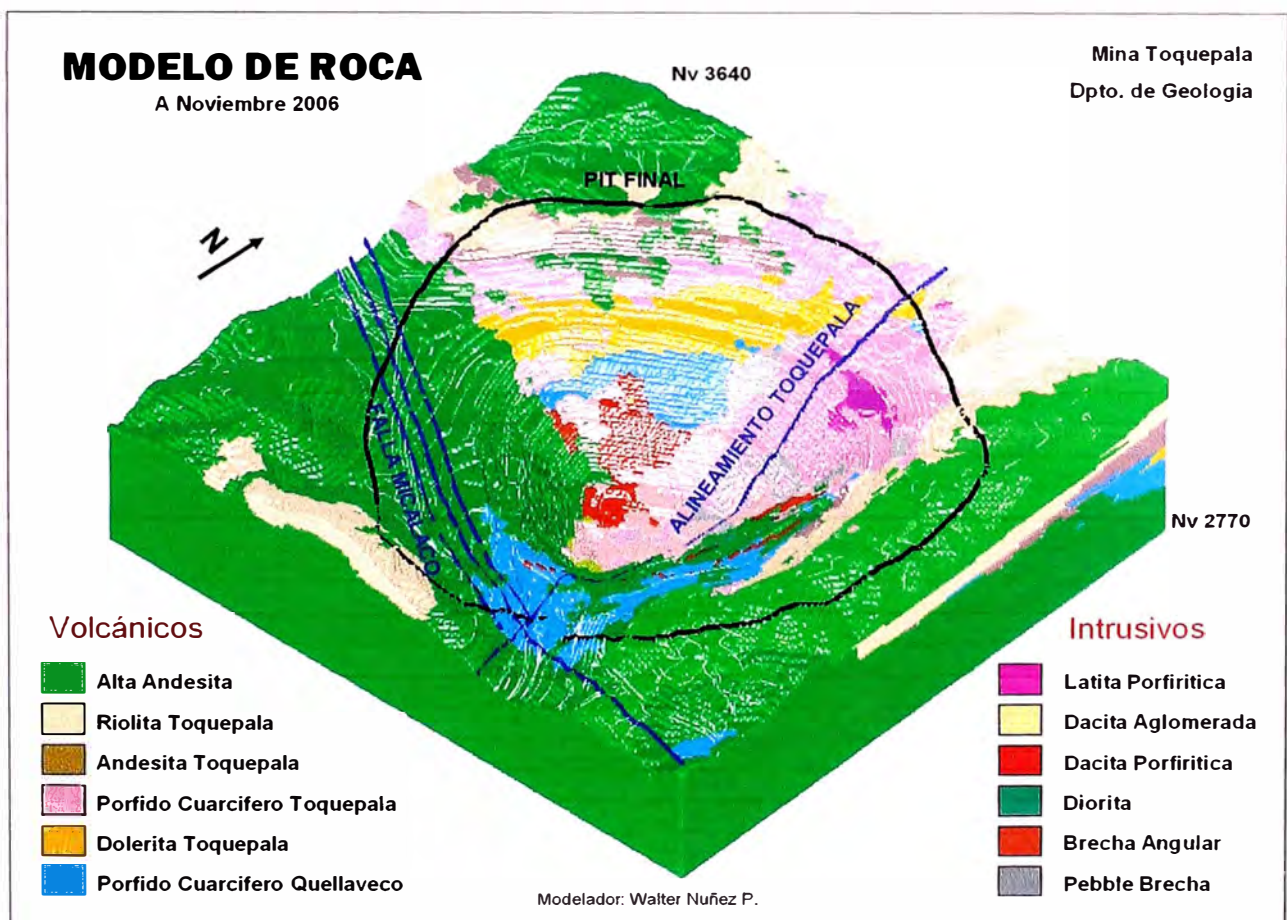 MODELO DE ROCA
A Noviembre 2006
Mina Toquepala
Dpto. de Geologia
Nv 3640
PIT FINAL
N
FALLA MICALACO
ALINEAMIENTO TOQUEPALA
Nv 2770
Volcánicos
Alta Andesita
Riolita Toquepala
Andesita Toquepala
Porfido Cuarcifero Toquepala
Dolerita Toquepala
Porfido Cuarcifero Quellaveco
Intrusivos
Latita Porfiritica
Dacita Aglomerada
Dacita Porfiritica
Diorita
Brecha Angular
Pebble Brecha
Modelador: Walter Nuñez P.